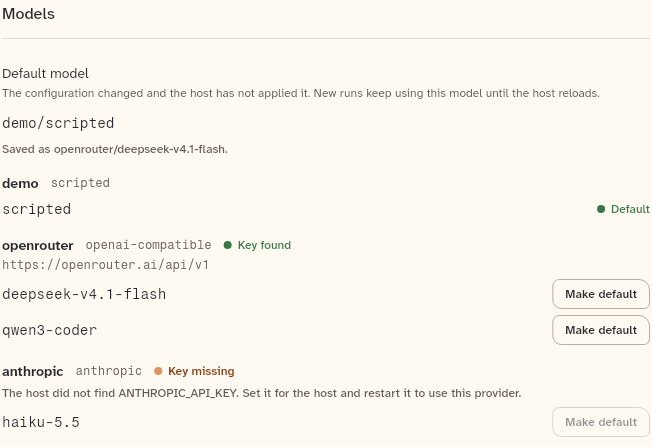 Models
Default model
The configuration changed and the host has not applied it. New runs keep using this model until the host reloads.
demo/scripted
Saved as openrouter/deepseek-v4.1-flash.
demo scripted
scripted Default
openrouter openai-compatible Key found
https://openrouter.ai/api/v1
deepseek-v4.1-flash Make default
qwen3-coder Make default
anthropic anthropic Key missing
The host did not find ANTHROPIC_API_KEY. Set it for the host and restart it to use this provider.
haiku-5.5 Make default